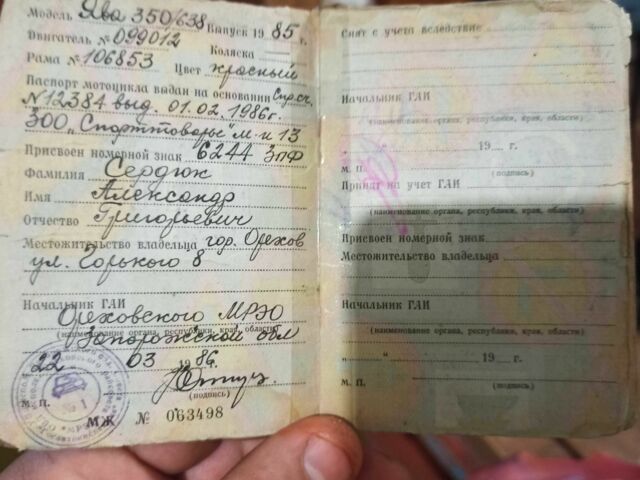 Модель Ява 350/638 Выпуск 1985 г.
Двигатель № 099012
Коляска
Рама № 106853 Цвет красный
Паспорт мотоцикла выдан на основании Спр.сч.
№12384 выд. 01.02.1986г.
300 „Спорттовары" м-н 13
Присвоен номерной знак 6244 ЗПФ
Фамилия Сердюк
Имя Александр
Отчество Григорьевич
Местожительство владельца гор. Орехов
ул. Горького 8
Начальник ГАИ
Ореховского МРЭО
(наименование органа, республики, края, области)
Запорожской обл
22 03 1986 г.
(подпись)
М. П.
№ 1
МЖ № 063498
Снят с учета вследствие
Начальник ГАИ
(наименование органа, республики, края, области)
„ " 19 г.
М. П. (подпись)
Принят на учет ГАИ
(наименование органа, республики, края, области)
Присвоен номерной знак
Местожительство владельца
Начальник ГАИ
(наименование органа, республики, края, области)
„ " 19 г.
М. П. (подпись)